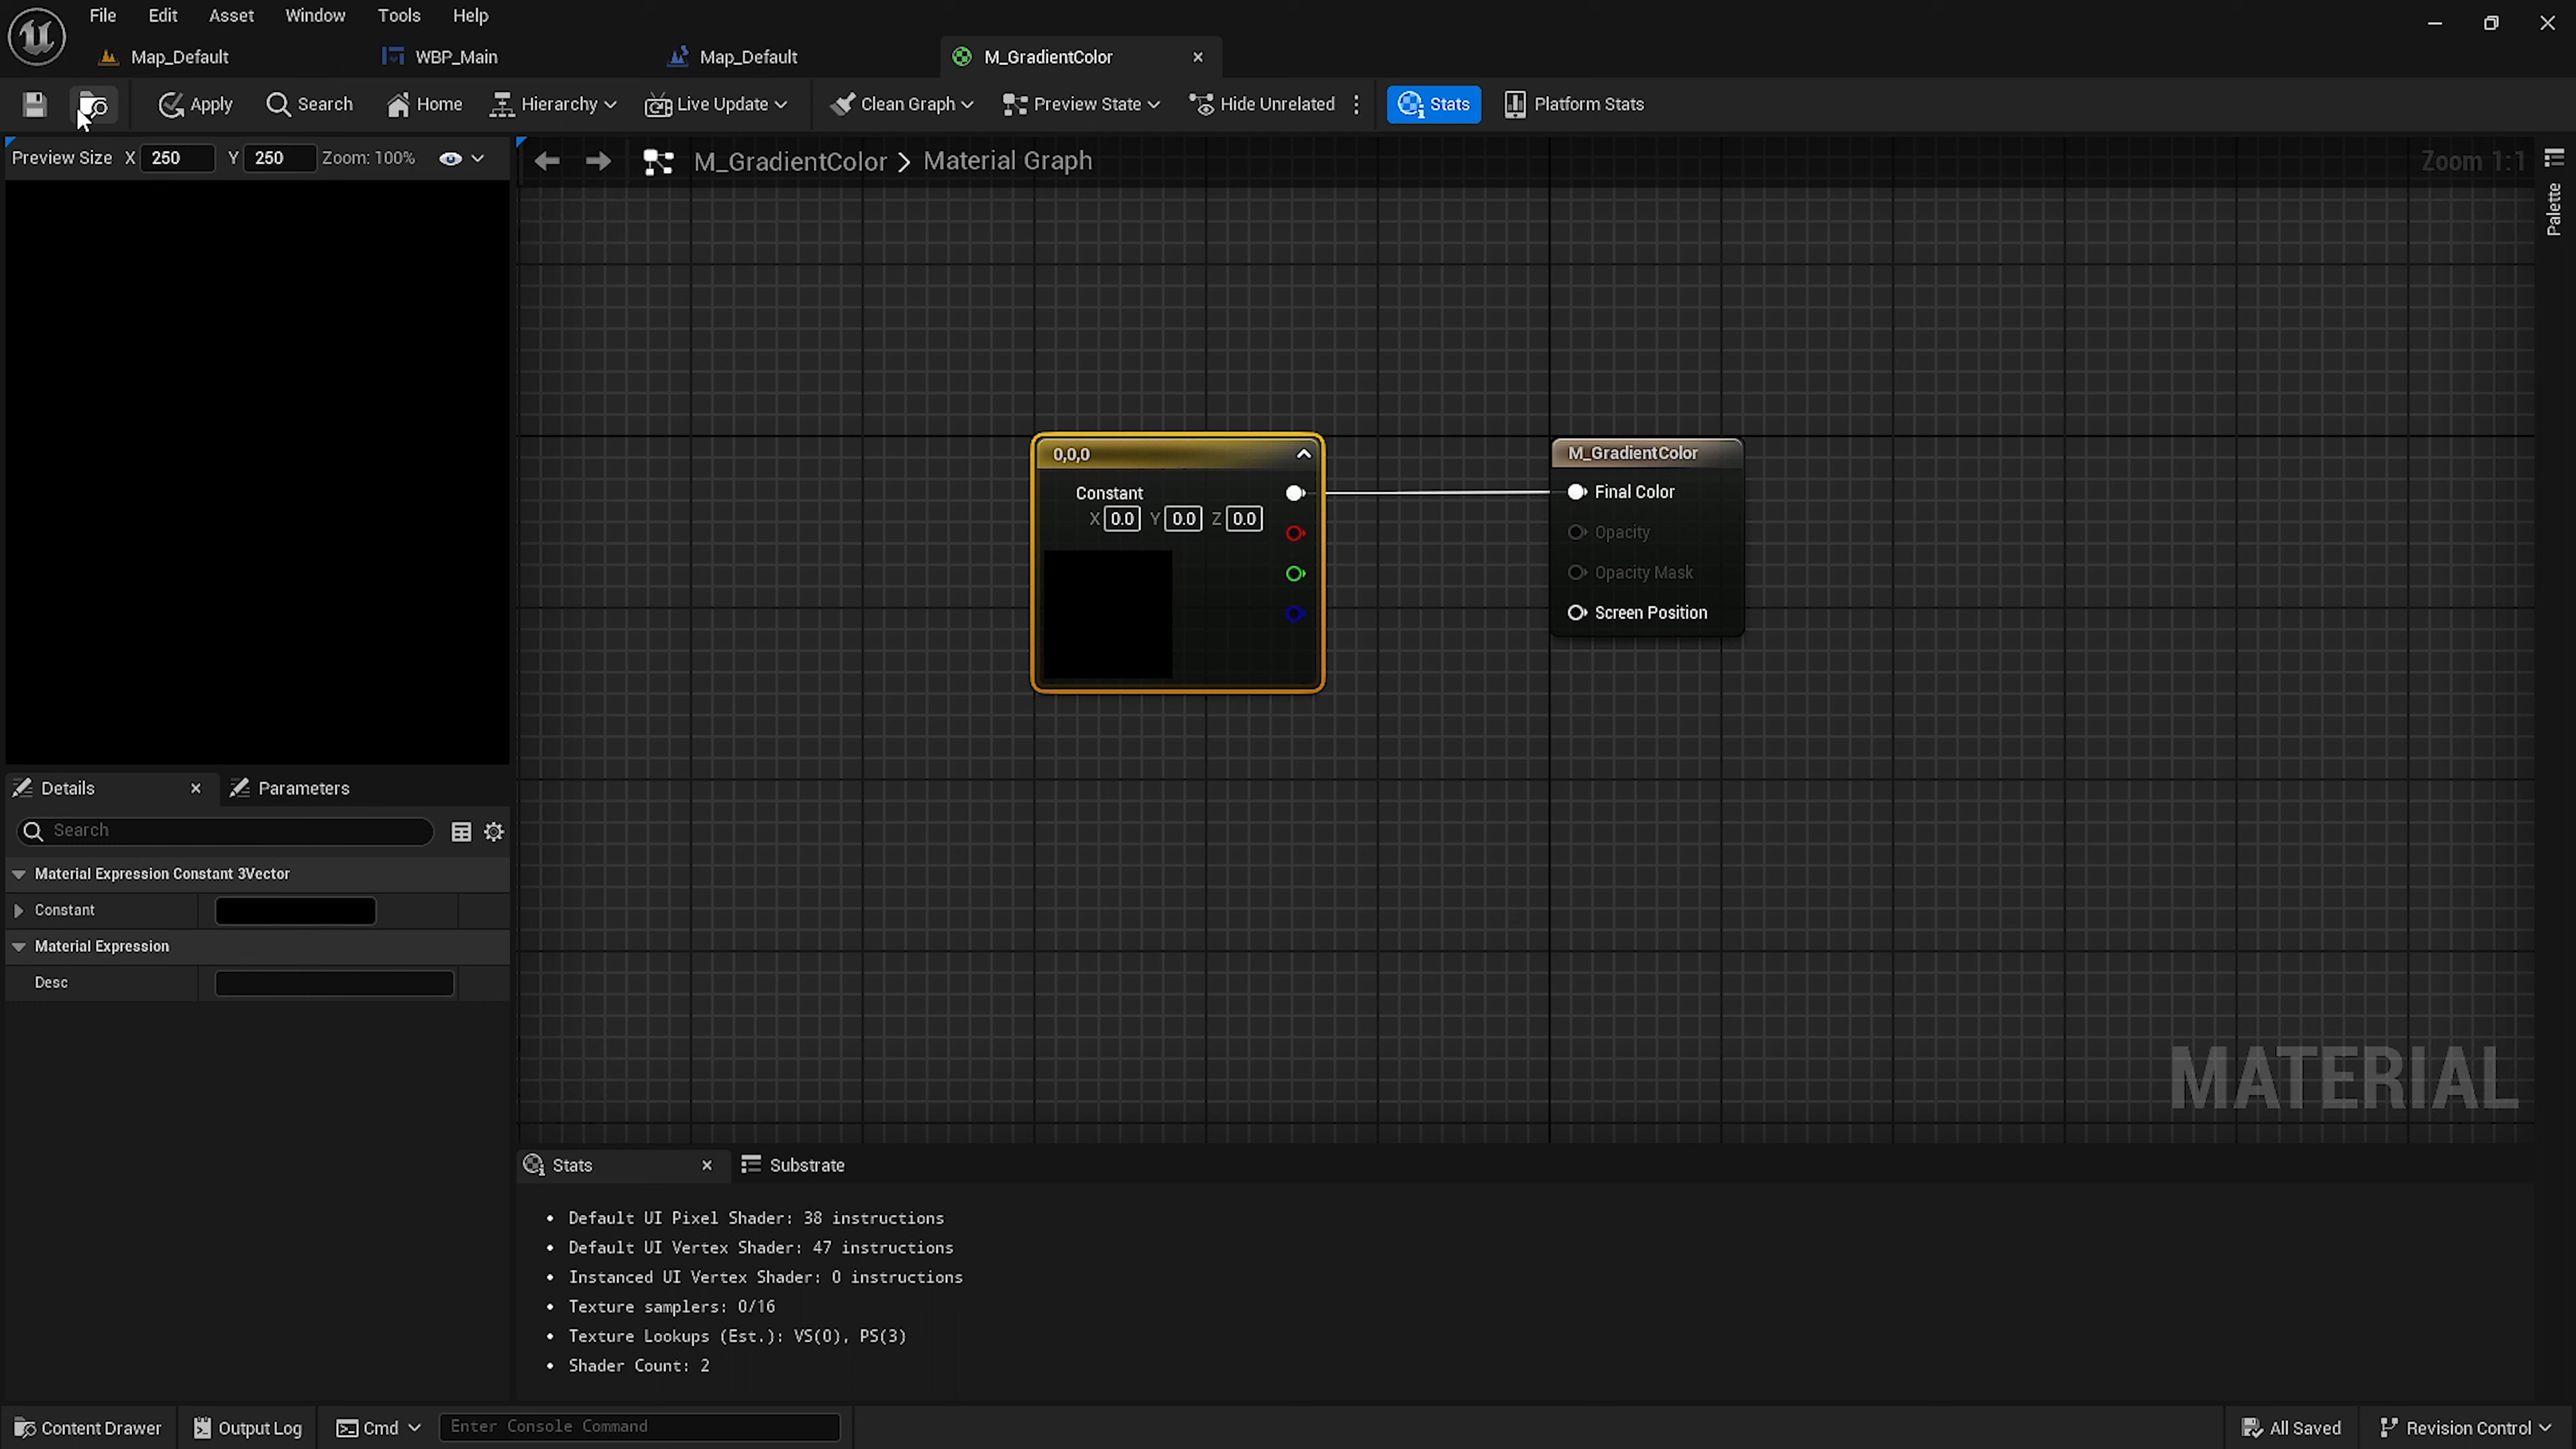 File Edit Asset Window Tools Help
Map_Default WBP_Main Map_Default M_GradientColor
Apply Search Home Hierarchy Live Update Clean Graph Preview State Hide Unrelated Stats Platform Stats
Preview Size X 250 Y 250 Zoom: 100%
M_GradientColor > Material Graph
Zoom 1:1
Palette
0,0,0
Constant
X 0.0 Y 0.0 Z 0.0
M_GradientColor
Final Color
Opacity
Opacity Mask
Screen Position
MATERIAL
Details Parameters
Search
Material Expression Constant 3Vector
Constant
Material Expression
Desc
Stats Substrate
• Default UI Pixel Shader: 38 instructions
• Default UI Vertex Shader: 47 instructions
• Instanced UI Vertex Shader: 0 instructions
• Texture samplers: 0/16
• Texture Lookups (Est.): VS(0), PS(3)
• Shader Count: 2
Content Drawer Output Log Cmd Enter Console Command All Saved Revision Control